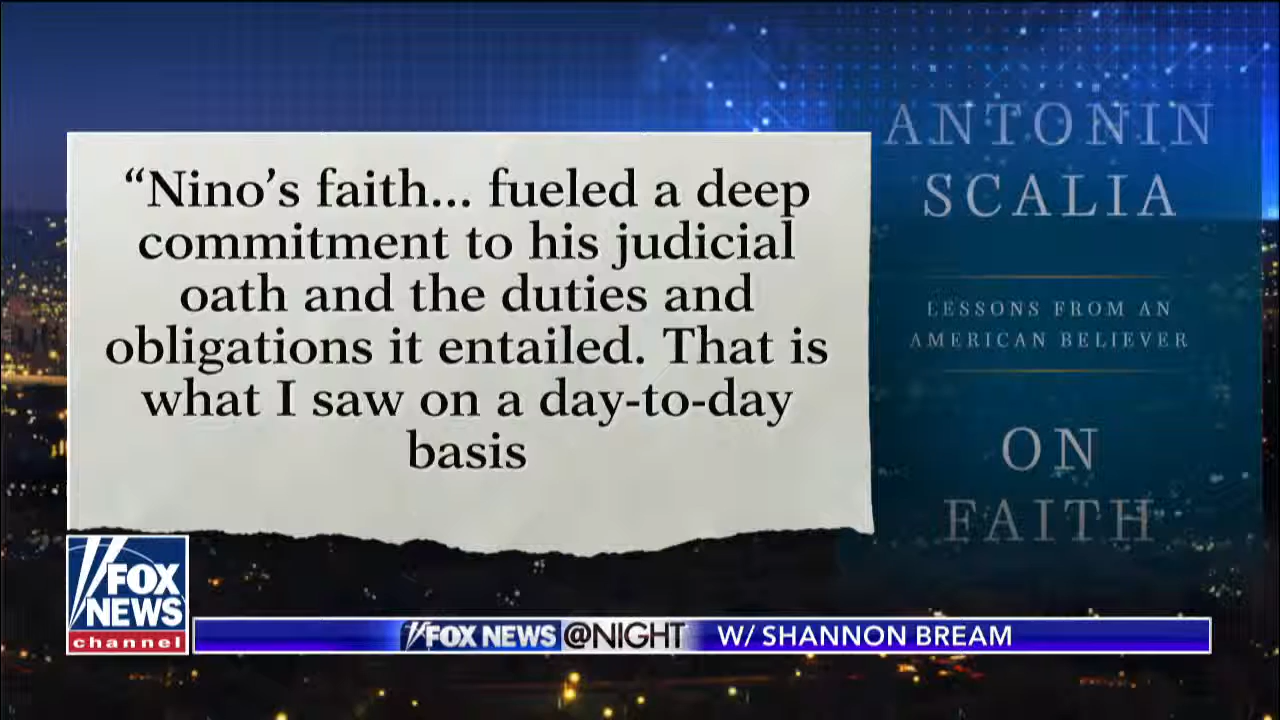 “Nino’s faith... fueled a deep
commitment to his judicial
oath and the duties and
obligations it entailed. That is
what I saw on a day-to-day
basis
ANTONIN
SCALIA
LESSONS FROM AN
AMERICAN BELIEVER
ON
FAITH
FOX
NEWS
channel
FOX NEWS @NIGHT W/ SHANNON BREAM